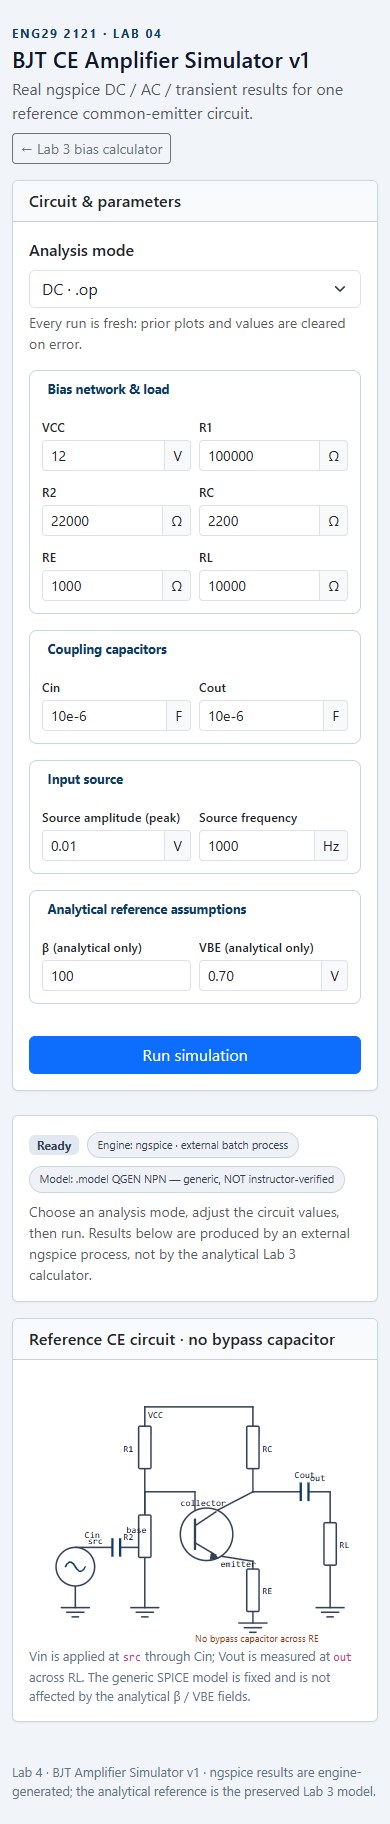 ENG29 2121 · LAB 04
BJT CE Amplifier Simulator v1
Real ngspice DC / AC / transient results for one
reference common-emitter circuit.
← Lab 3 bias calculator
Circuit & parameters
Analysis mode
DC · .op
Every run is fresh: prior plots and values are cleared
on error.
Bias network & load
VCC R1
12 V 100000 Ω
R2 RC
22000 Ω 2200 Ω
RE RL
1000 Ω 10000 Ω
Coupling capacitors
Cin Cout
10e-6 F 10e-6 F
Input source
Source amplitude (peak) Source frequency
0.01 V 1000 Hz
Analytical reference assumptions
β (analytical only) VBE (analytical only)
100 0.70 V
Run simulation
Ready Engine: ngspice · external batch process
Model: .model QGEN NPN — generic, NOT instructor-verified
Choose an analysis mode, adjust the circuit values,
then run. Results below are produced by an external
ngspice process, not by the analytical Lab 3
calculator.
Reference CE circuit · no bypass capacitor
VCC
R1 RC
Cout out
collector
base
Cin R2
src
RL
emitter
RE
No bypass capacitor across RE
Vin is applied at src through Cin; Vout is measured at out
across RL. The generic SPICE model is fixed and is not
affected by the analytical β / VBE fields.
Lab 4 · BJT Amplifier Simulator v1 · ngspice results are engine-
generated; the analytical reference is the preserved Lab 3 model.